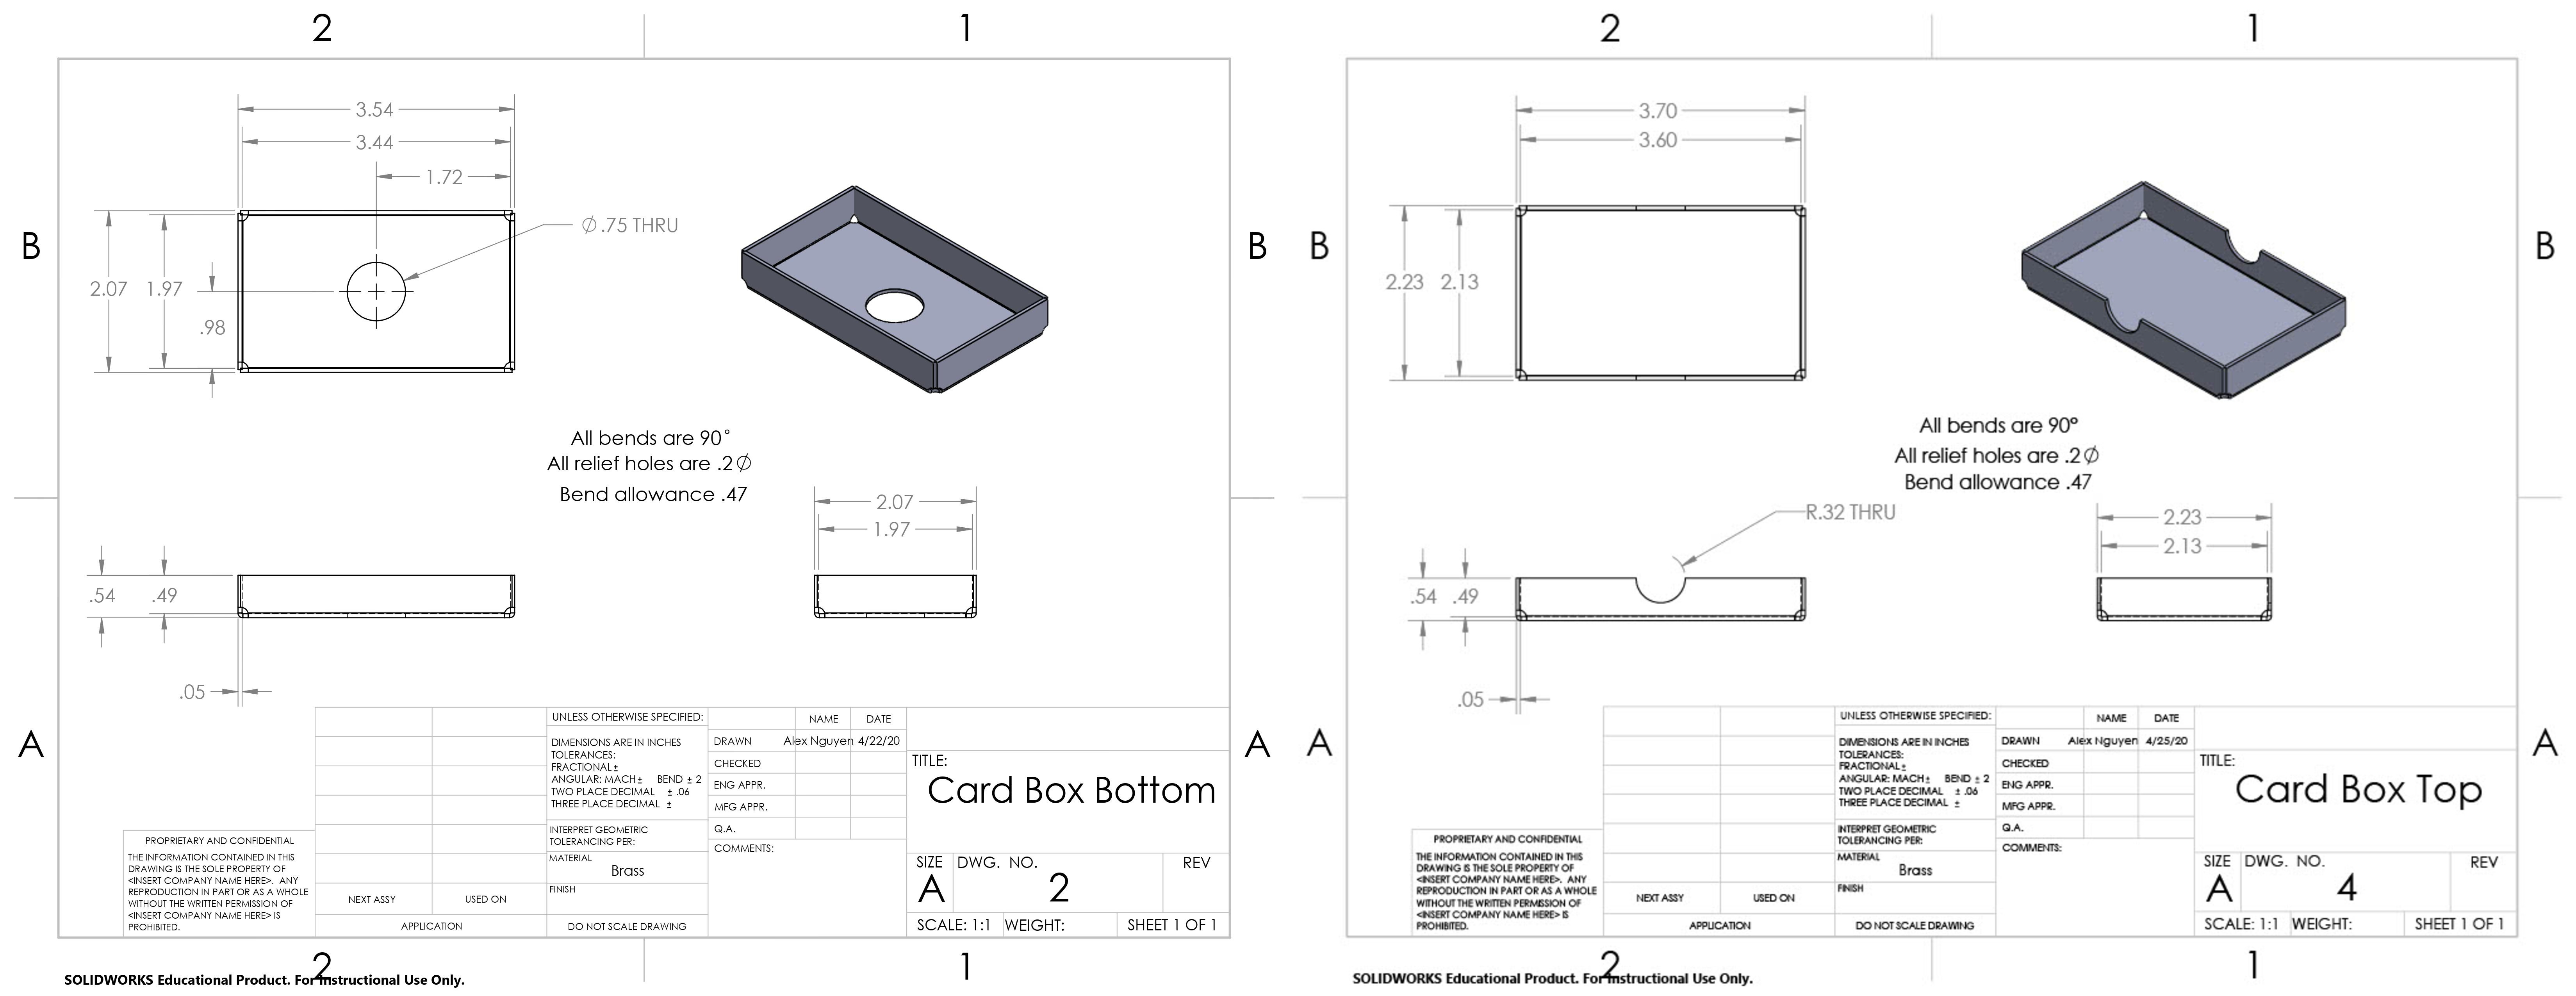 2
1
3.54
3.44
1.72
Ø .75 THRU
B
B
2.07
1.97
.98
All bends are 90°
All relief holes are .2Ø
Bend allowance .47
2.07
1.97
.54
.49
.05
A
A
UNLESS OTHERWISE SPECIFIED:
DIMENSIONS ARE IN INCHES
TOLERANCES:
FRACTIONAL±
ANGULAR: MACH± BEND ± 2
TWO PLACE DECIMAL ± .06
THREE PLACE DECIMAL ±
INTERPRET GEOMETRIC
TOLERANCING PER:
MATERIAL
Brass
FINISH
DO NOT SCALE DRAWING
NAME
DATE
DRAWN
Alex Nguyen
4/22/20
CHECKED
ENG APPR.
MFG APPR.
Q.A.
COMMENTS:
TITLE:
Card Box Bottom
SIZE
A
DWG. NO.
2
REV
SCALE: 1:1
WEIGHT:
SHEET 1 OF 1
PROPRIETARY AND CONFIDENTIAL
THE INFORMATION CONTAINED IN THIS
DRAWING IS THE SOLE PROPERTY OF
<INSERT COMPANY NAME HERE>. ANY
REPRODUCTION IN PART OR AS A WHOLE
WITHOUT THE WRITTEN PERMISSION OF
<INSERT COMPANY NAME HERE> IS
PROHIBITED.
NEXT ASSY
USED ON
APPLICATION
2
1
SOLIDWORKS Educational Product. For Instructional Use Only.
2
1
3.70
3.60
B
B
2.23
2.13
All bends are 90°
All relief holes are .2Ø
Bend allowance .47
R.32 THRU
2.23
2.13
.54
.49
.05
A
A
UNLESS OTHERWISE SPECIFIED:
DIMENSIONS ARE IN INCHES
TOLERANCES:
FRACTIONAL±
ANGULAR: MACH± BEND ± 2
TWO PLACE DECIMAL ± .06
THREE PLACE DECIMAL ±
INTERPRET GEOMETRIC
TOLERANCING PER:
MATERIAL
Brass
FINISH
DO NOT SCALE DRAWING
NAME
DATE
DRAWN
Alex Nguyen
4/25/20
CHECKED
ENG APPR.
MFG APPR.
Q.A.
COMMENTS:
TITLE:
Card Box Top
SIZE
A
DWG. NO.
4
REV
SCALE: 1:1
WEIGHT:
SHEET 1 OF 1
PROPRIETARY AND CONFIDENTIAL
THE INFORMATION CONTAINED IN THIS
DRAWING IS THE SOLE PROPERTY OF
<INSERT COMPANY NAME HERE>. ANY
REPRODUCTION IN PART OR AS A WHOLE
WITHOUT THE WRITTEN PERMISSION OF
<INSERT COMPANY NAME HERE> IS
PROHIBITED.
NEXT ASSY
USED ON
APPLICATION
2
1
SOLIDWORKS Educational Product. For Instructional Use Only.